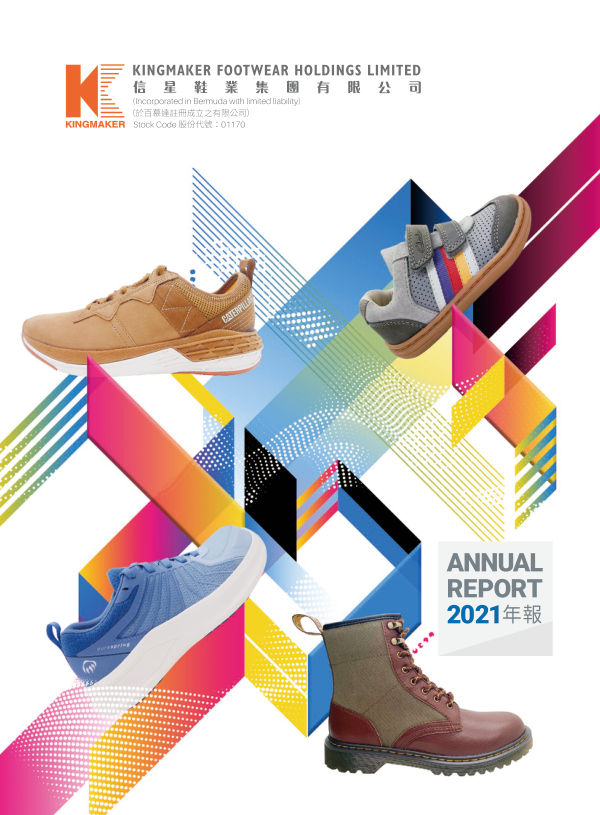 KINGMAKER FOOTWEAR HOLDINGS LIMITED
信星鞋業集團有限公司
(Incorporated in Bermuda with limited liability)
(於百慕達註冊成立之有限公司)
Stock Code 股份代號：01170
KINGMAKER
CATERPILLAR
purespring
ANNUAL
REPORT
2021年報